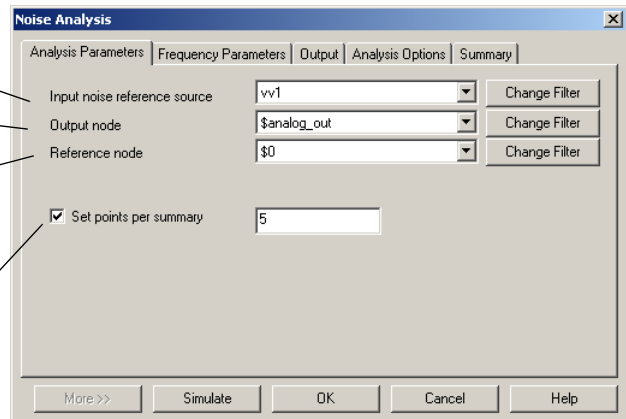 Noise Analysis
Analysis Parameters Frequency Parameters Output Analysis Options Summary
Input noise reference source vv1 Change Filter
Output node $analog_out Change Filter
Reference node $0 Change Filter
Set points per summary 5
More >> Simulate OK Cancel Help